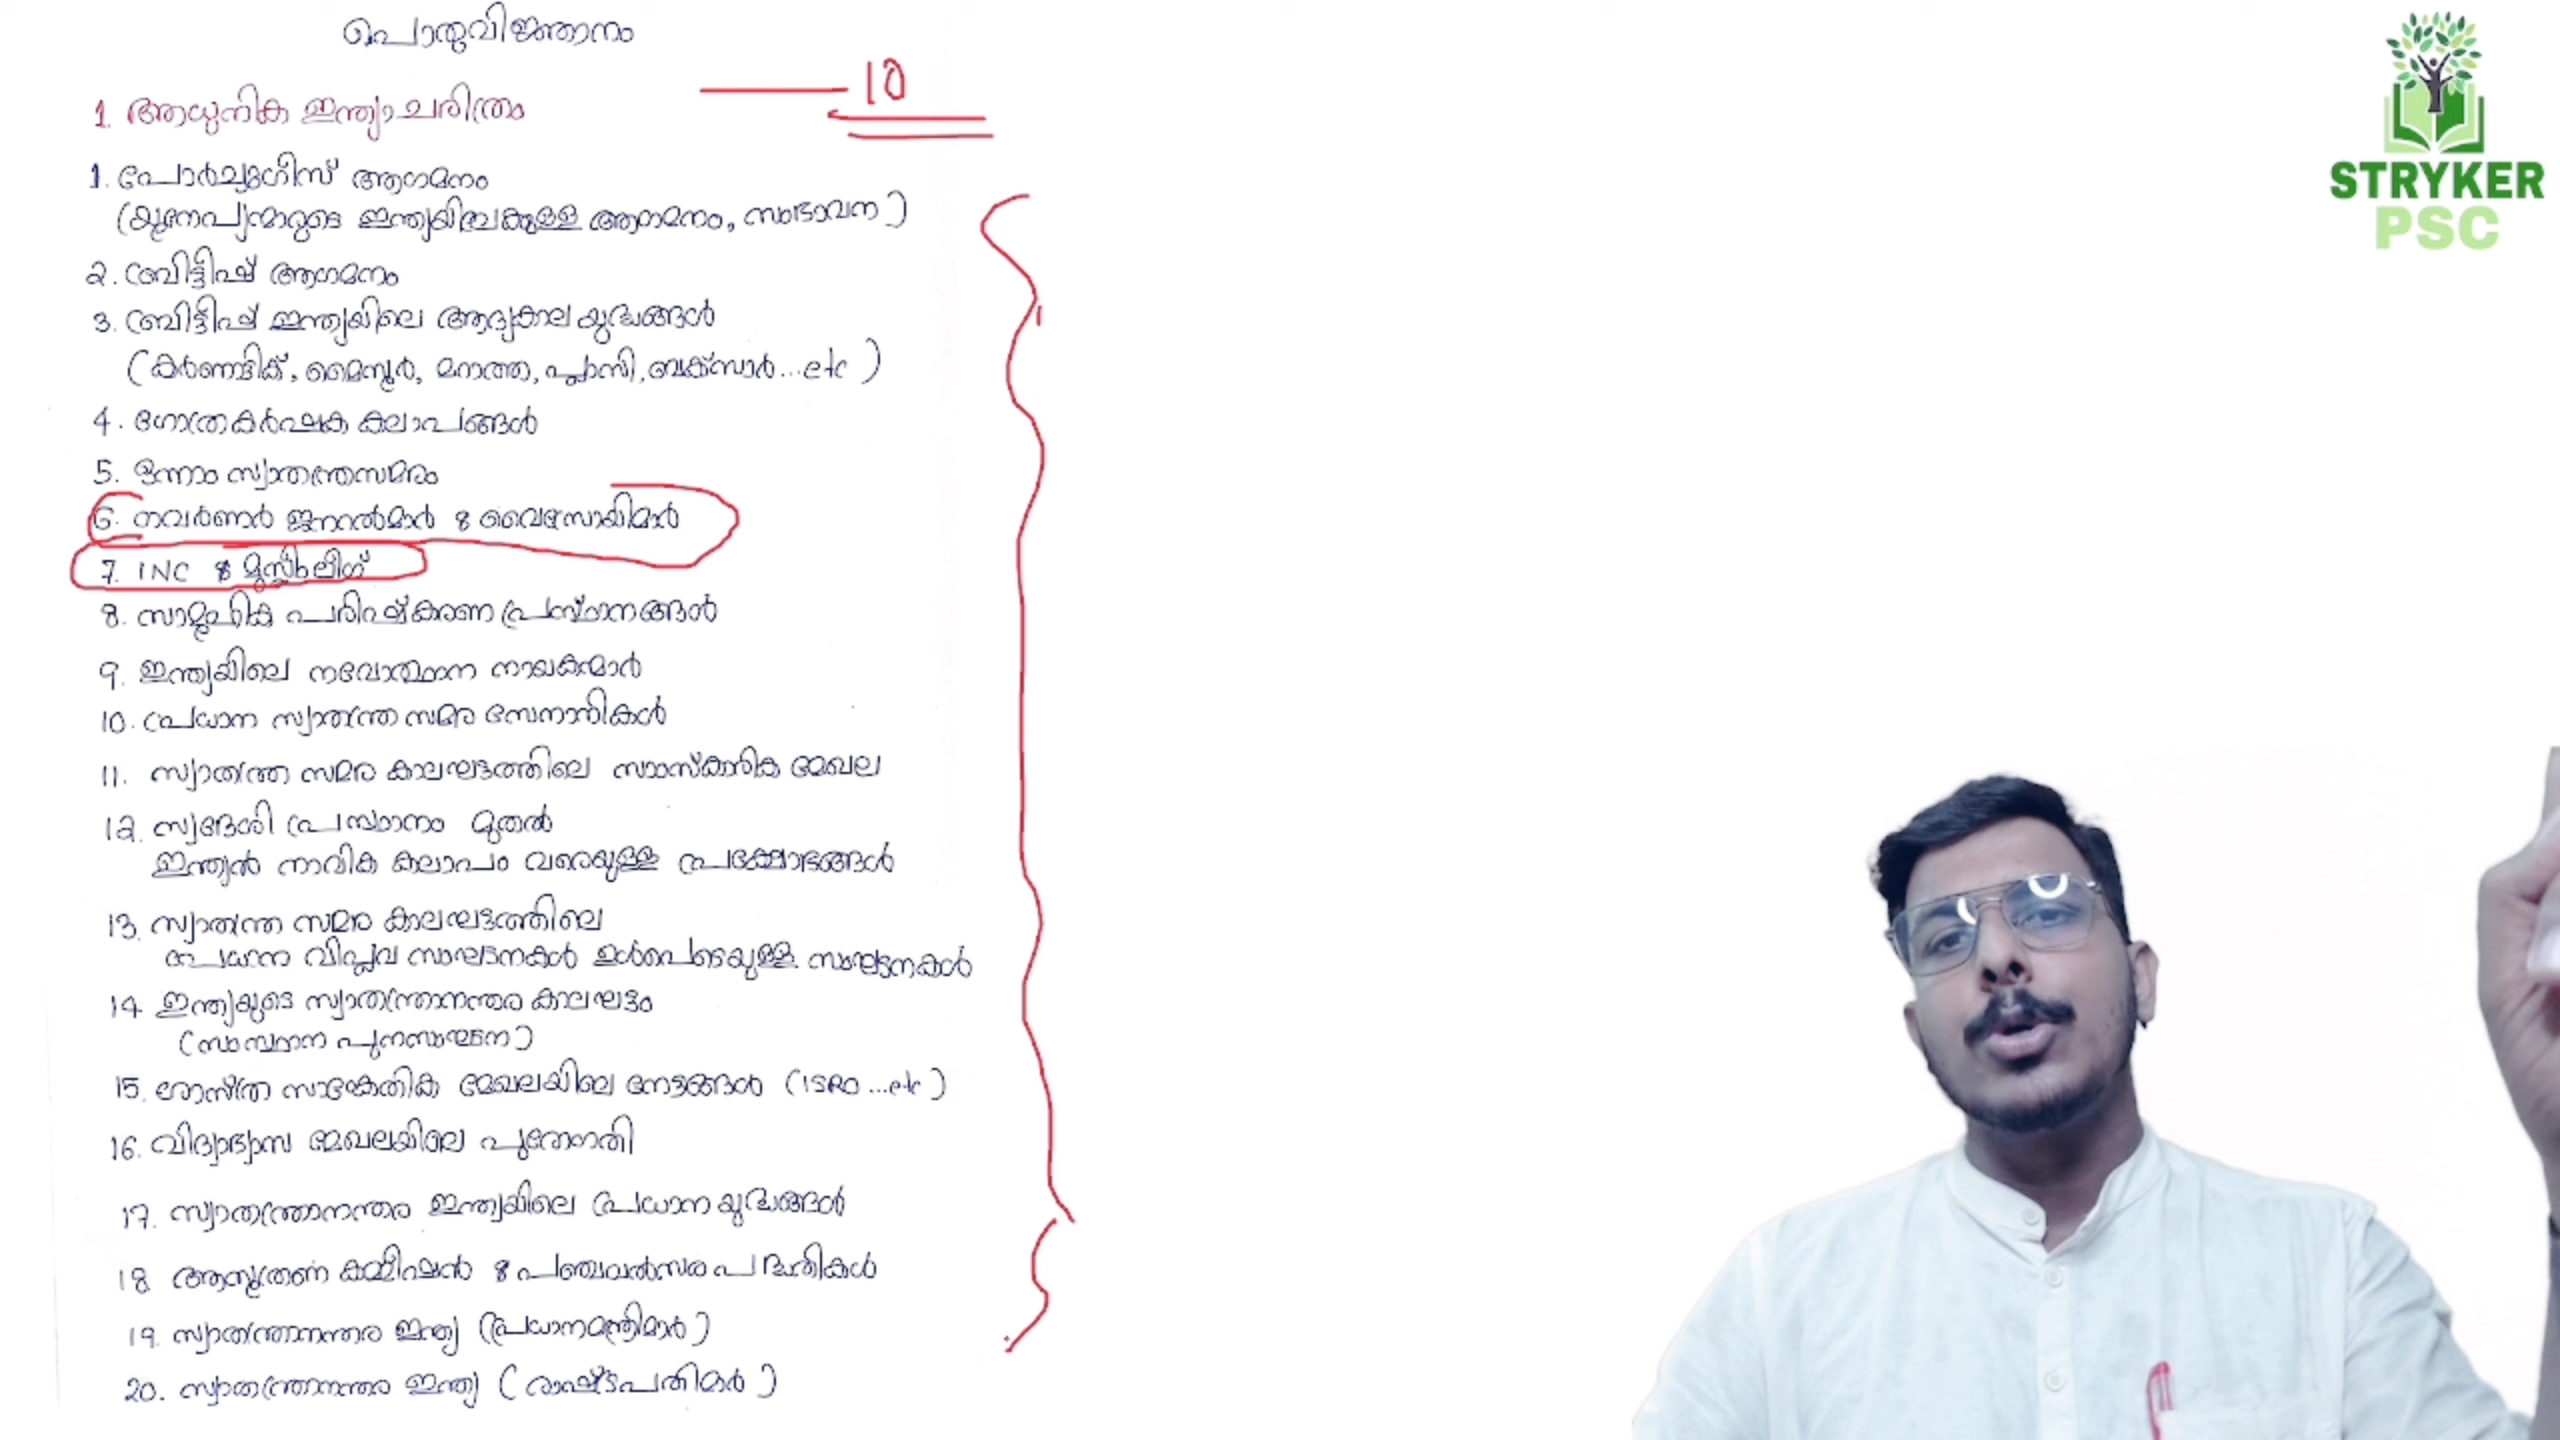 പൊതുവിജ്ഞാനം
10
1. ആധുനിക ഇന്ത്യാചരിത്രം
1. പോർച്ചുഗീസ് ആഗമനം
(യൂറോപ്യന്മാരുടെ ഇന്ത്യയിലേക്കുള്ള ആഗമനം, സംഭാവന)
2. ബ്രിട്ടീഷ് ആഗമനം
3. ബ്രിട്ടീഷ് ഇന്ത്യയിലെ ആദ്യകാല യുദ്ധങ്ങൾ
(കർണാട്ടിക്, മൈസൂർ, മറാത്ത, പ്ലാസി, ബക്സാർ...etc)
4. ഗോത്രകർഷക കലാപങ്ങൾ
5. ഒന്നാം സ്വാതന്ത്രസമരം
6. ഗവർണർ ജനറൽമാർ & വൈസ്രോയിമാർ
7. INC & മുസ്ലീംലീഗ്
8. സാമൂഹിക പരിഷ്കരണ പ്രസ്ഥാനങ്ങൾ
9. ഇന്ത്യയിലെ നവോത്ഥാന നായകന്മാർ
10. പ്രധാന സ്വാതന്ത്ര സമര സേനാനികൾ
11. സ്വാതന്ത്ര സമര കാലഘട്ടത്തിലെ സാംസ്കാരിക മേഖല
12. സ്വദേശി പ്രസ്ഥാനം മുതൽ
ഇന്ത്യൻ നാവിക കലാപം വരെയുള്ള പ്രക്ഷോഭങ്ങൾ
13. സ്വാതന്ത്ര സമര കാലഘട്ടത്തിലെ
പ്രധാന വിപ്ലവ സംഘടനകൾ ഉൾപെടെയുള്ള സംഘടനകൾ
14. ഇന്ത്യയുടെ സ്വാതന്ത്രാനന്തര കാലഘട്ടം
(സംസ്ഥാന പുനസംഘടന)
15. ശാസ്ത്ര സാങ്കേതിക മേഖലയിലെ നേട്ടങ്ങൾ (ISRO ...etc)
16. വിദ്യാഭ്യാസ മേഖലയിലെ പുരോഗതി
17. സ്വാതന്ത്രാനന്തര ഇന്ത്യയിലെ പ്രധാന യുദ്ധങ്ങൾ
18. ആസൂത്രണ കമ്മീഷൻ & പഞ്ചവൽസര പദ്ധതികൾ
19. സ്വാതന്ത്രാനന്തര ഇന്ത്യ (പ്രധാനമന്ത്രിമാർ)
20. സ്വാതന്ത്രാനന്തര ഇന്ത്യ (രാഷ്ട്രപതിമാർ)
STRYKER
PSC